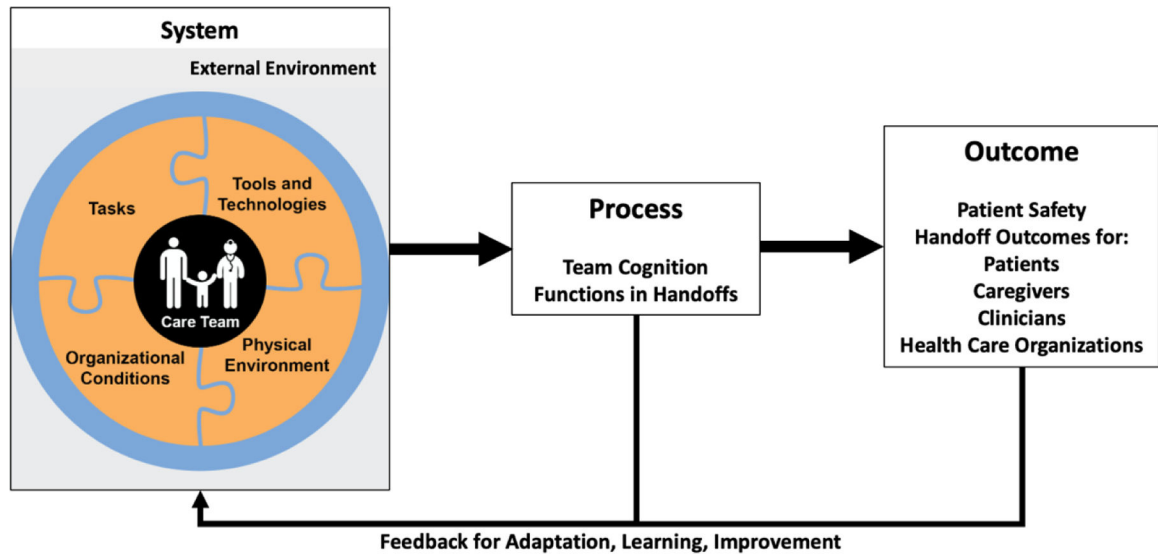 System
External Environment
Tasks
Tools and
Technologies
Care Team
Organizational
Conditions
Physical
Environment
Process
Team Cognition
Functions in Handoffs
Outcome
Patient Safety
Handoff Outcomes for:
Patients
Caregivers
Clinicians
Health Care Organizations
Feedback for Adaptation, Learning, Improvement